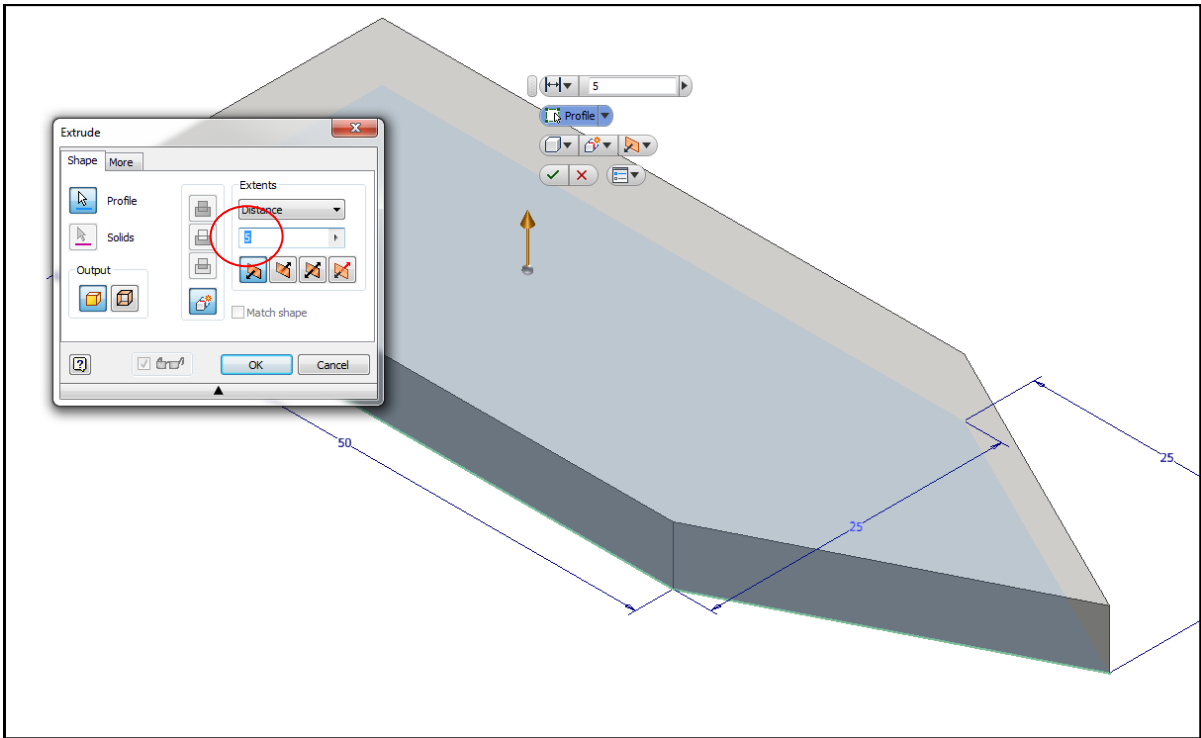 5
Profile
Extrude
Shape
More
Profile
Solids
Output
Extents
Distance
5
Match shape
?
OK
Cancel
50
25
25